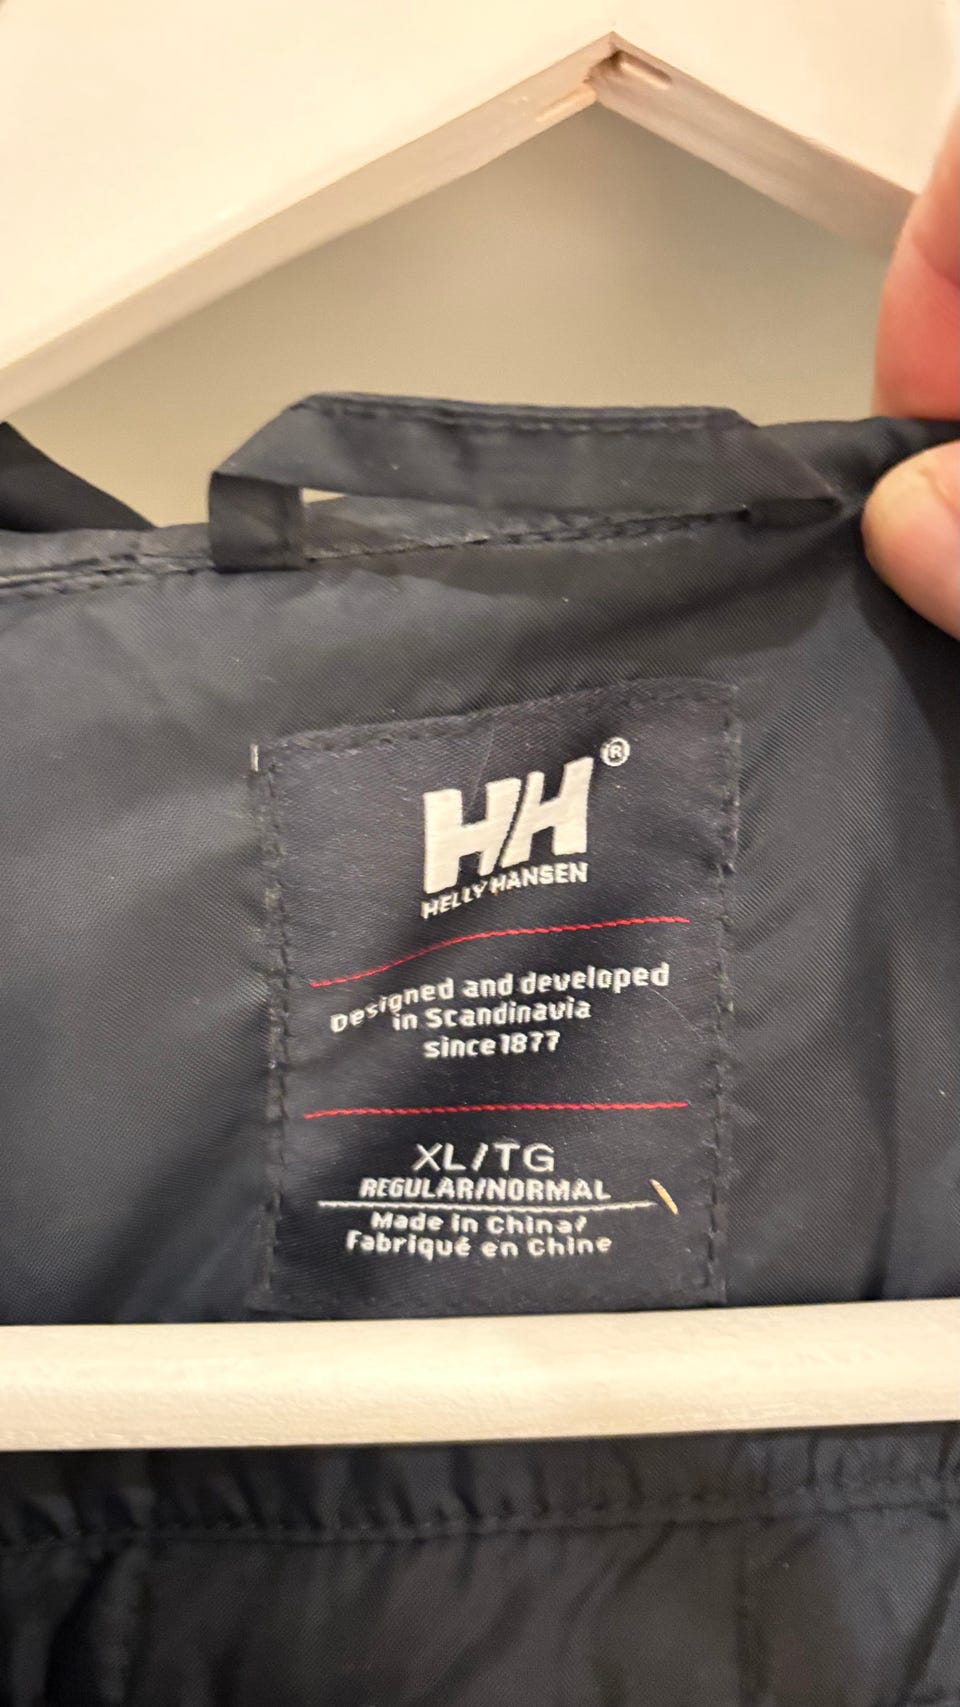 HH®
HELLY HANSEN
Designed and developed
in Scandinavia
since 1877
XL/TG
REGULAR/NORMAL
Made in China/
Fabriqué en Chine